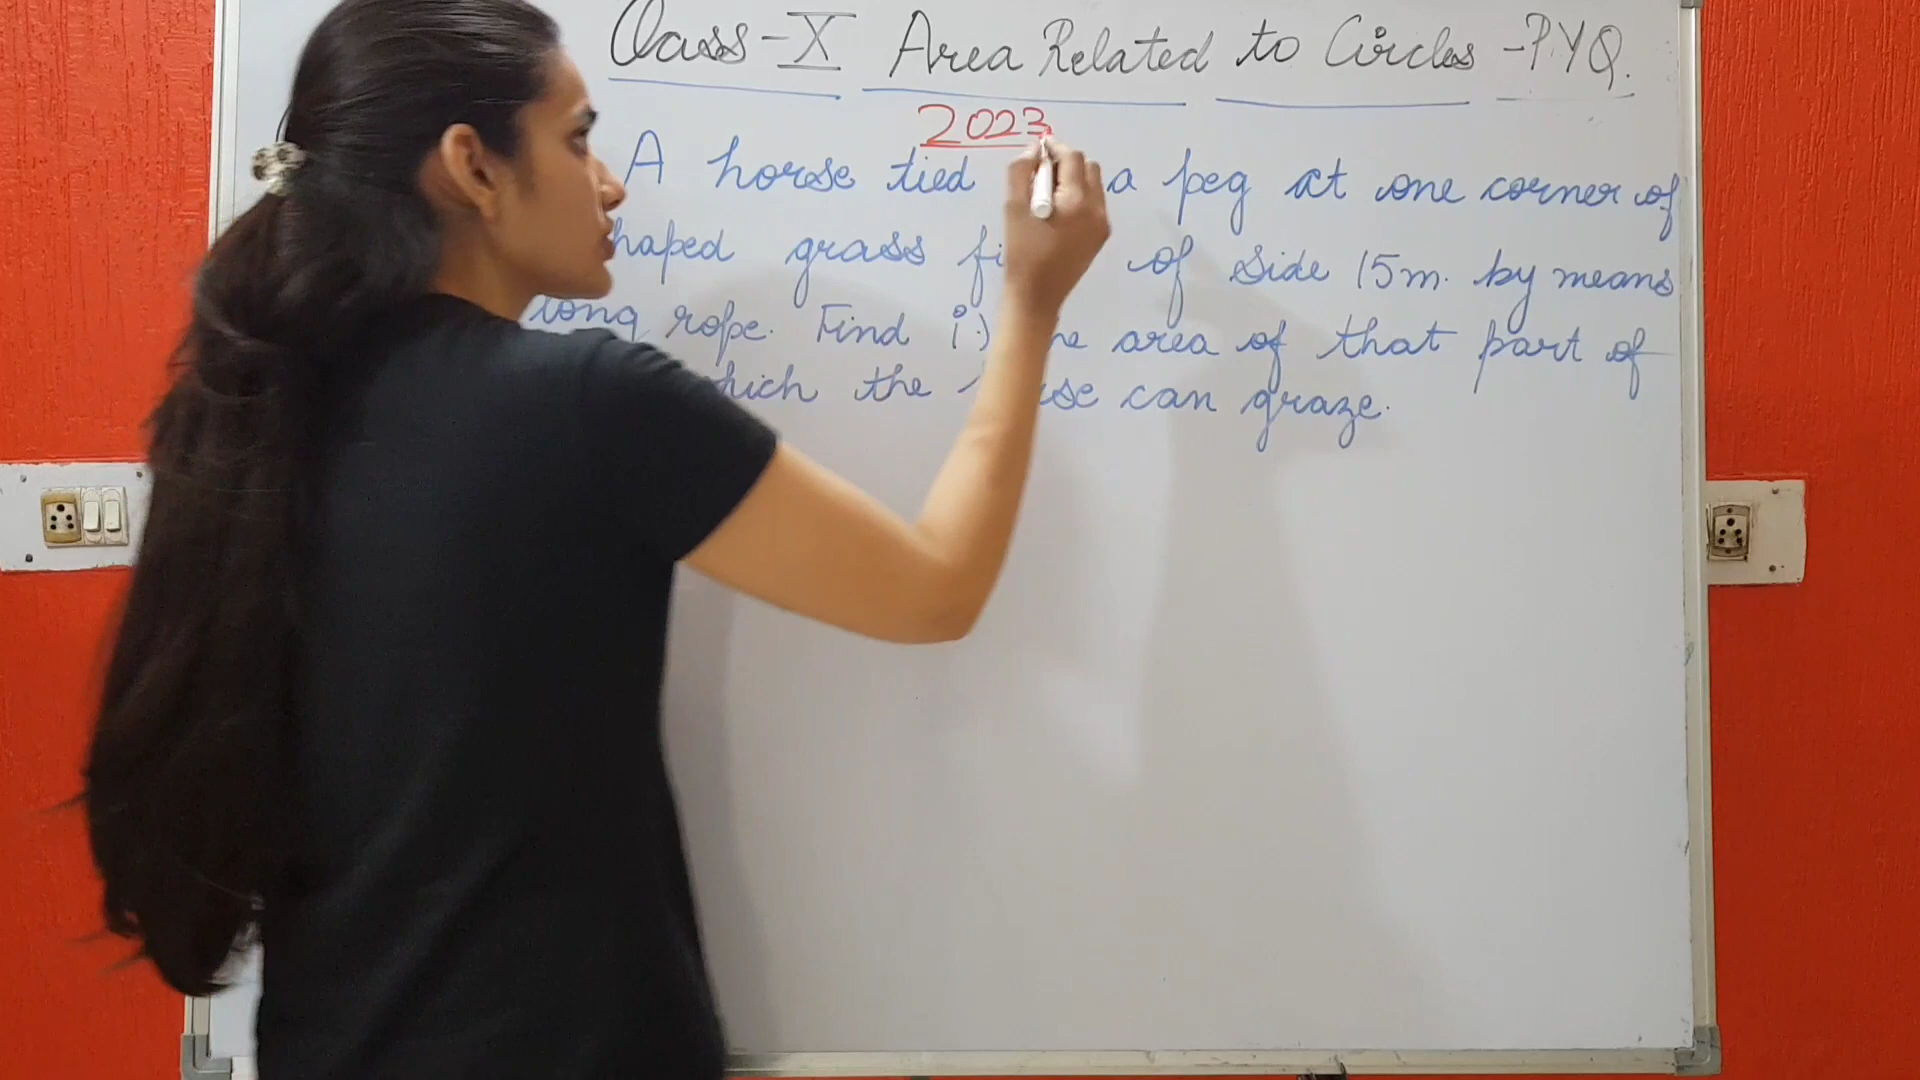 Class-X Area Related to Circles -PYQ.
2023
A horse tied a peg at one corner of
haped grass fi of side 15m. by means
long rope. Find i.) he area of that part of
hich the se can graze.